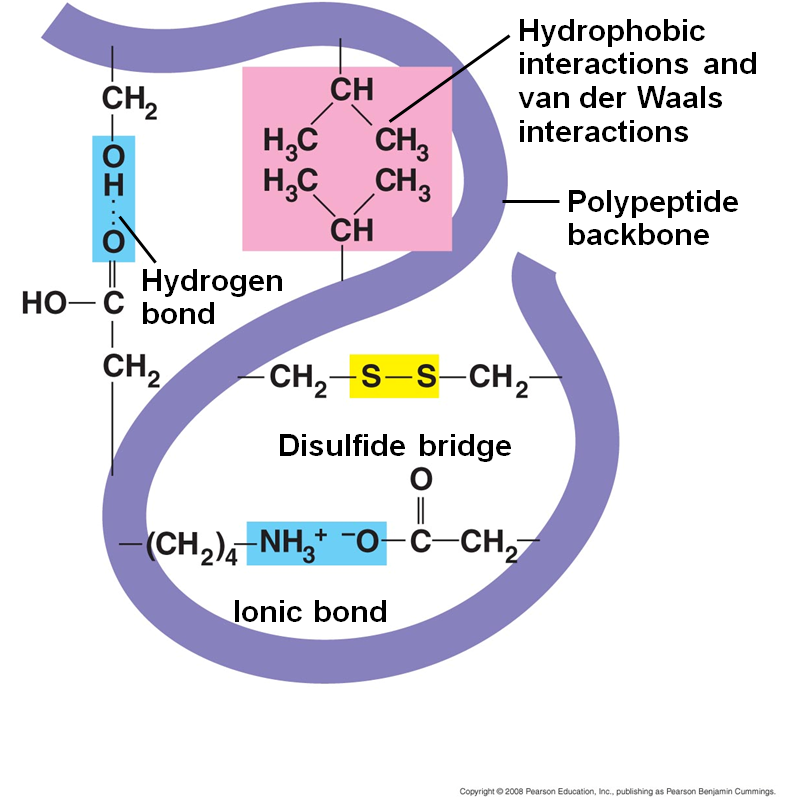 Hydrophobic
interactions and
van der Waals
interactions
CH₂
O
H
O
Hydrogen
bond
HO—C
CH₂
CH
H₃C CH₃
H₃C CH₃
CH
Polypeptide
backbone
—CH₂—S—S—CH₂—
Disulfide bridge
O
—(CH₂)₄—NH₃⁺ ⁻O—C—CH₂—
Ionic bond
Copyright © 2008 Pearson Education, Inc., publishing as Pearson Benjamin Cummings.